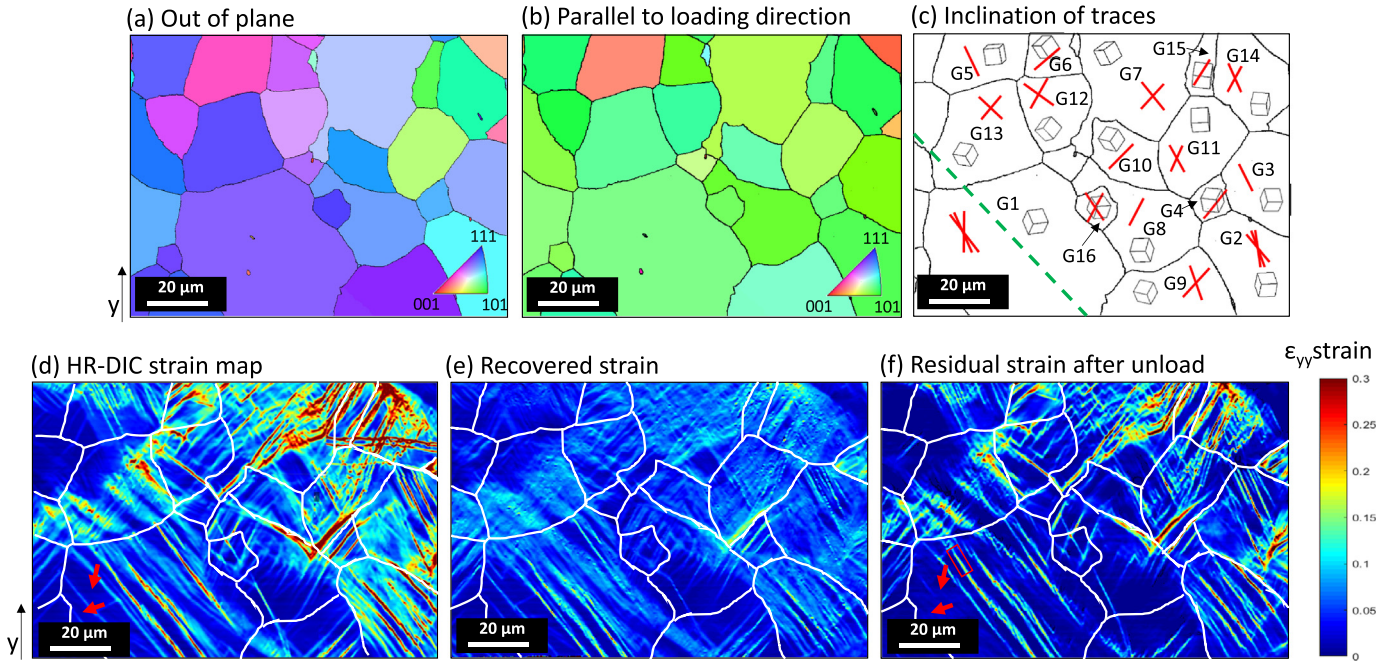 (a) Out of plane
(b) Parallel to loading direction
(c) Inclination of traces
111
001
101
20 µm
y
111
001
101
20 µm
G5
G6
G7
G15
G14
G12
G13
G10
G11
G3
G1
G4
G8
G2
G16
G9
20 µm
(d) HR-DIC strain map
(e) Recovered strain
(f) Residual strain after unload
εyy strain
0.3
0.25
0.2
0.15
0.1
0.05
0
20 µm
20 µm
20 µm
y